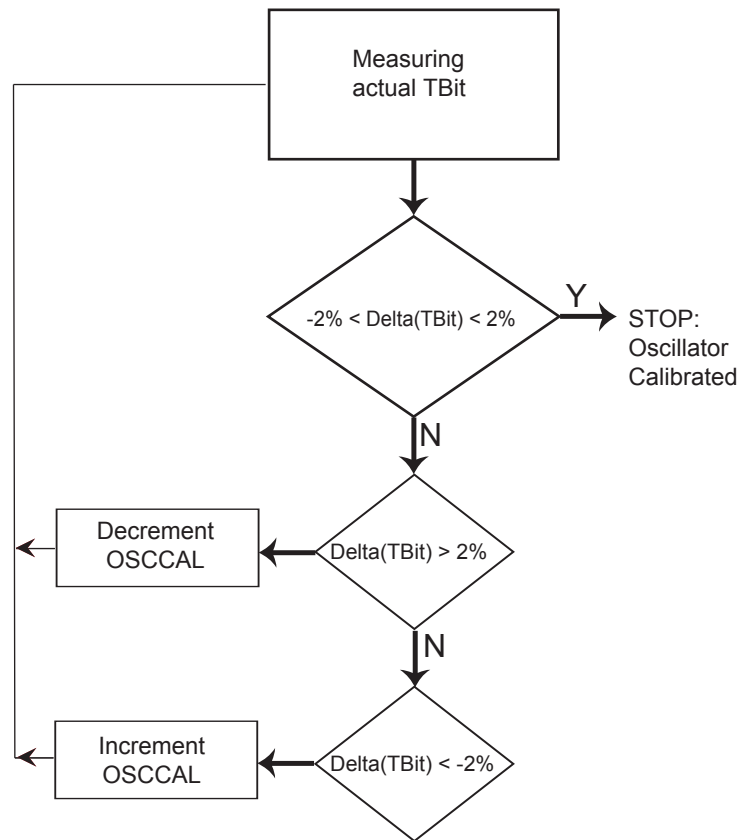 Measuring
actual TBit
-2% < Delta(TBit) < 2%
Y
STOP:
Oscillator
Calibrated
N
Decrement
OSCCAL
Delta(TBit) > 2%
N
Increment
OSCCAL
Delta(TBit) < -2%